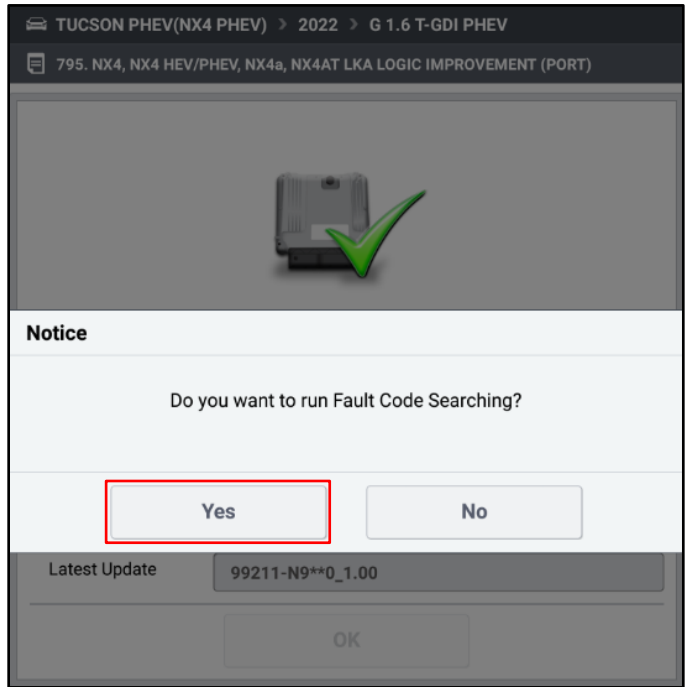 TUCSON PHEV(NX4 PHEV) > 2022 > G 1.6 T-GDI PHEV
795. NX4, NX4 HEV/PHEV, NX4a, NX4AT LKA LOGIC IMPROVEMENT (PORT)
Notice
Do you want to run Fault Code Searching?
Yes No
Latest Update 99211-N9**0_1.00
OK